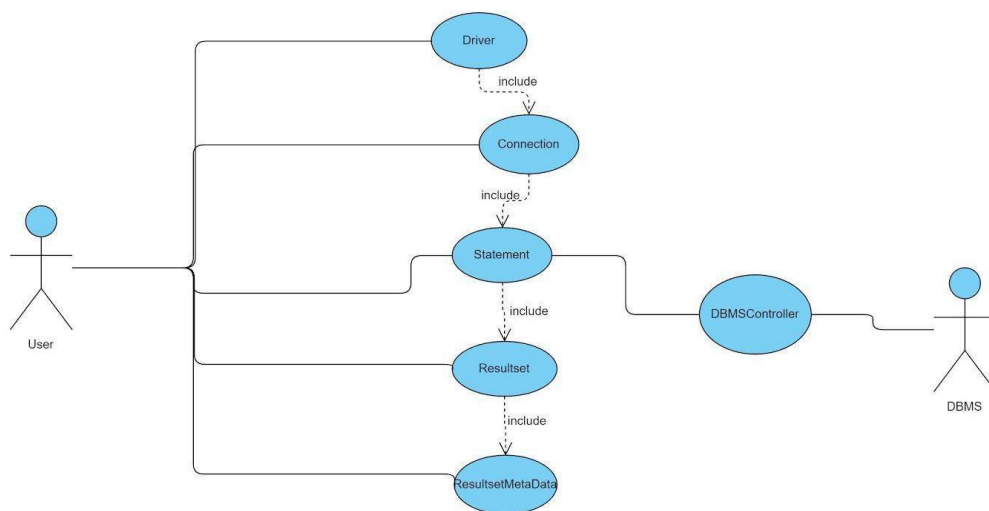 Driver
include
Connection
include
Statement
include
DBMSController
User
Resultset
DBMS
include
ResultsetMetaData